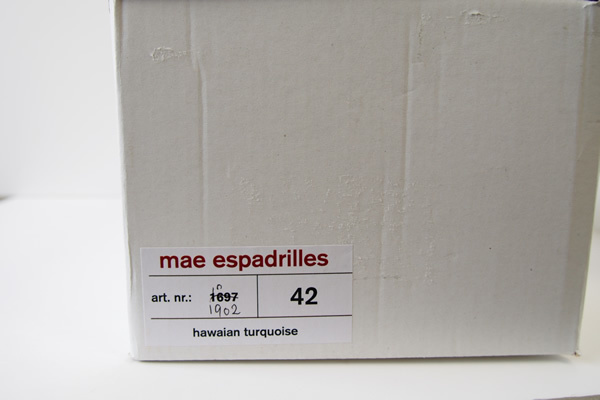 mae espadrilles
art. nr.: 1697 42
1902
hawaian turquoise